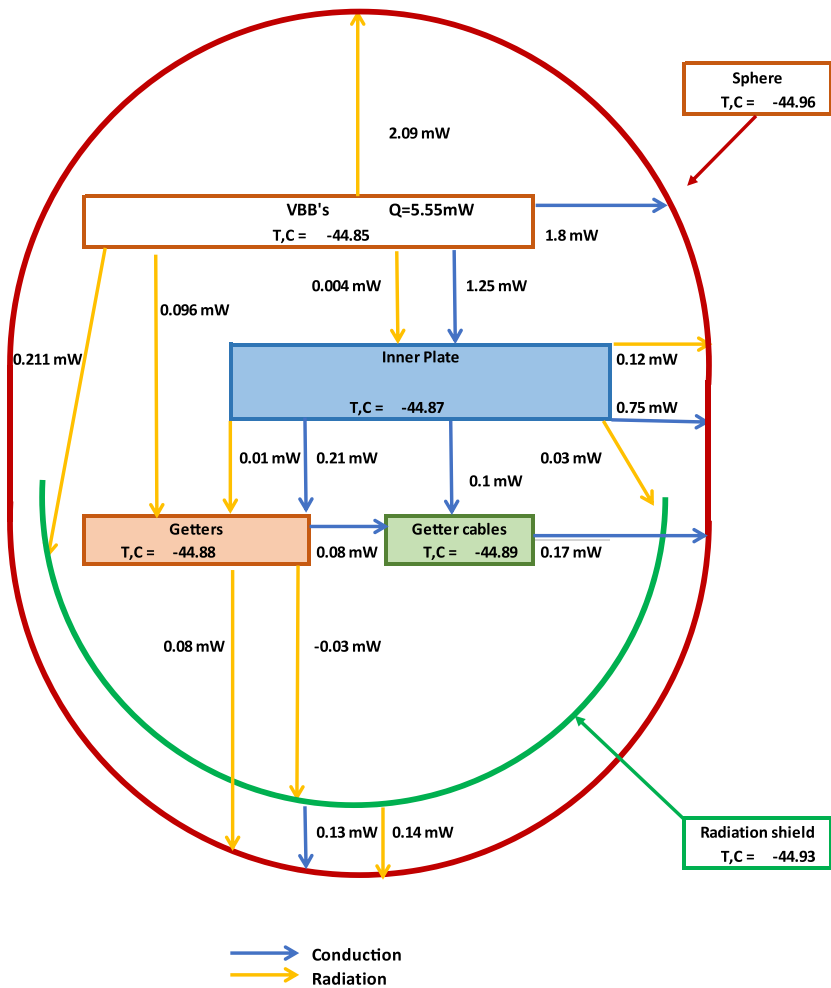 Sphere
T,C = -44.96
2.09 mW
VBB's Q=5.55mW
T,C = -44.85
1.8 mW
0.004 mW
1.25 mW
0.096 mW
0.211 mW
Inner Plate
T,C = -44.87
0.12 mW
0.75 mW
0.01 mW
0.21 mW
0.1 mW
0.03 mW
Getters
T,C = -44.88
0.08 mW
Getter cables
T,C = -44.89
0.17 mW
0.08 mW
-0.03 mW
0.13 mW
0.14 mW
Radiation shield
T,C = -44.93
Conduction
Radiation